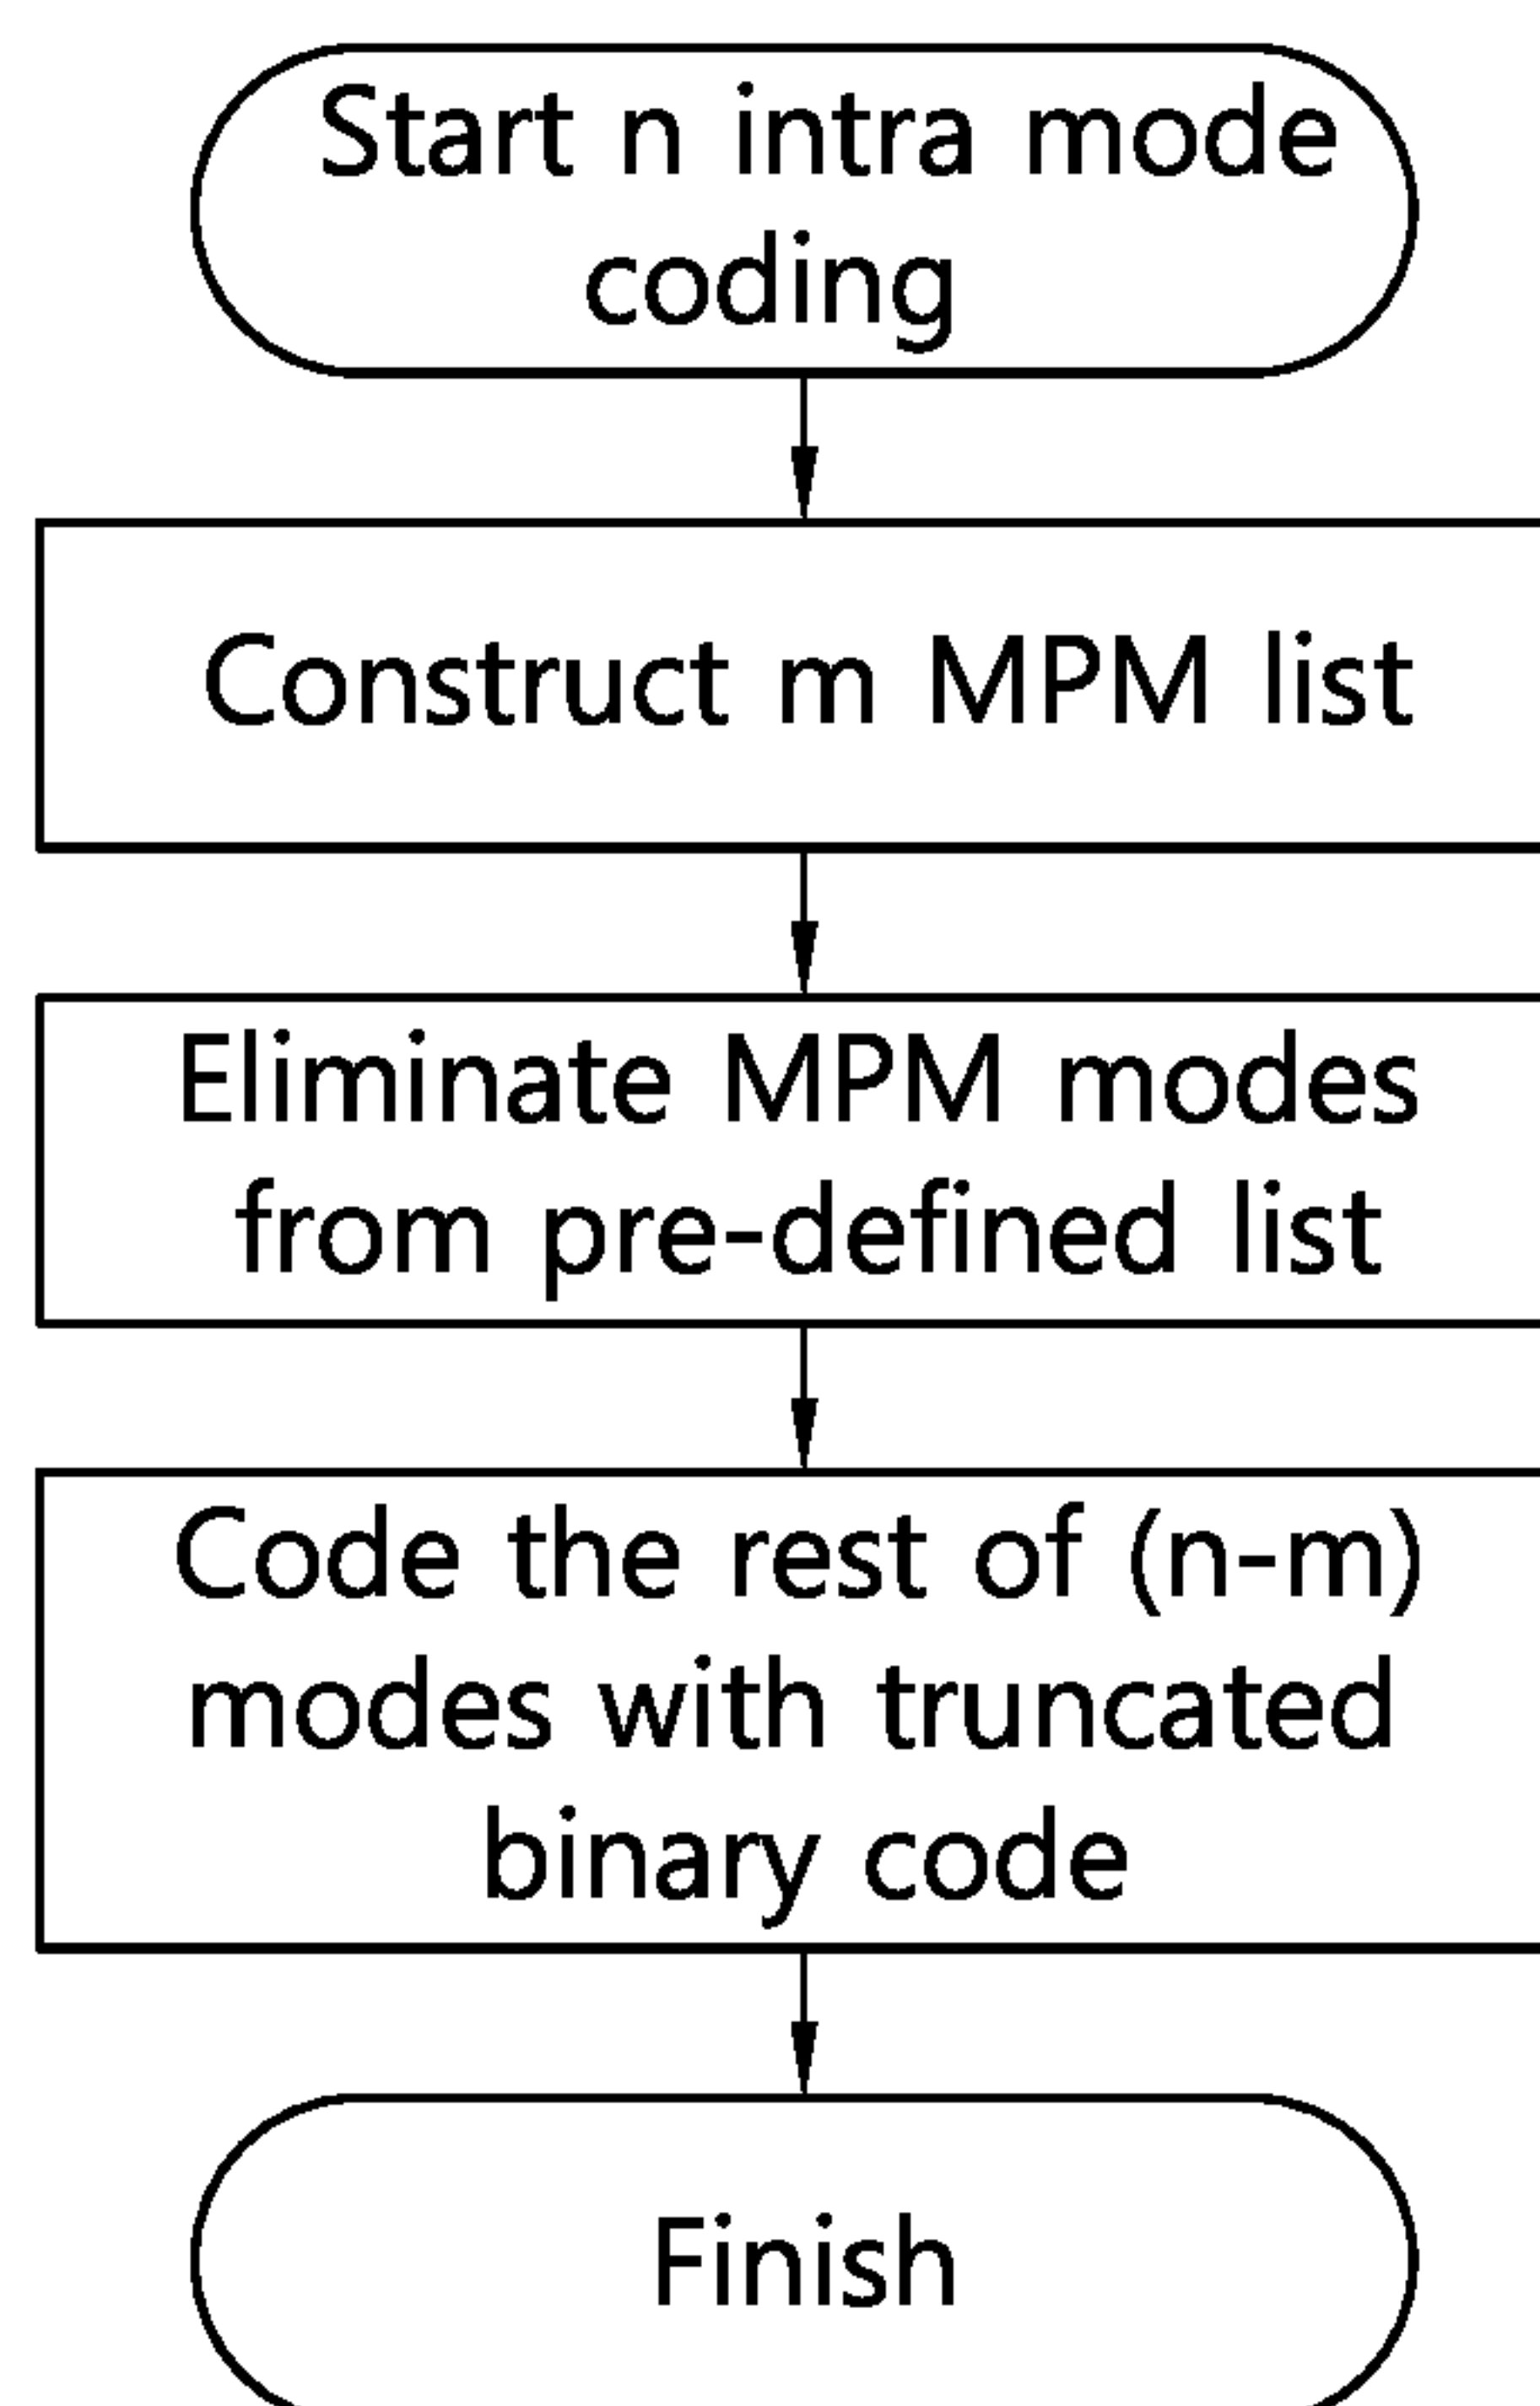 Start n intra mode
coding
Construct m MPM list
Eliminate MPM modes
from pre-defined list
Code the rest of (n-m)
modes with truncated
binary code
Finish